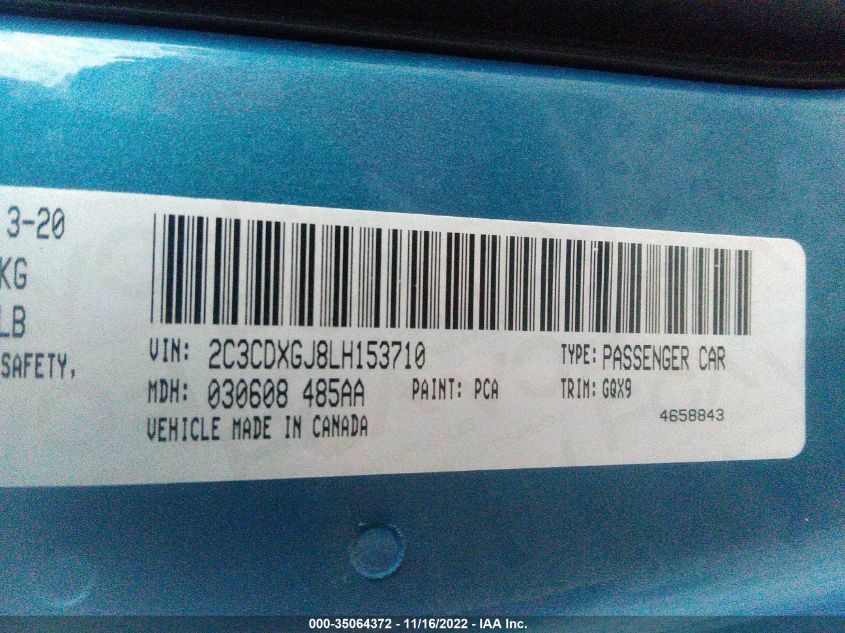 3-20
KG
LB
SAFETY,
VIN: 2C3CDXGJ8LH153710 TYPE: PASSENGER CAR
MDH: 030608 485AA PAINT: PCA TRIM: GQX9
4658843
VEHICLE MADE IN CANADA
000-35064372 - 11/16/2022 - IAA Inc.